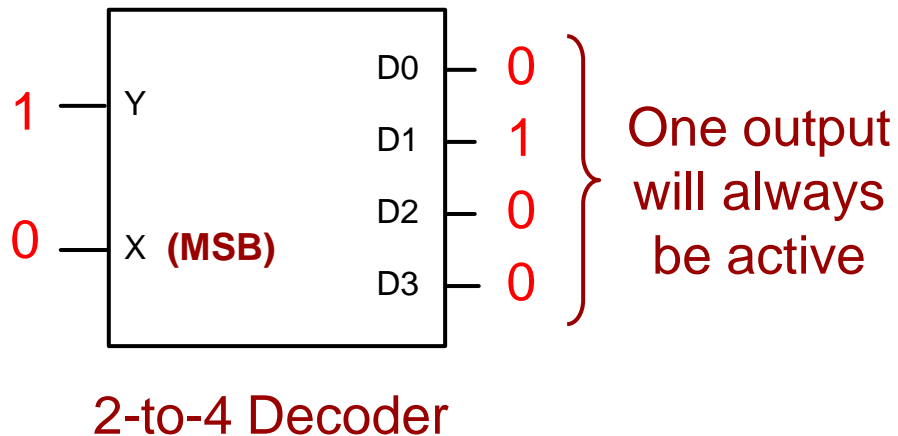 D0 0
1 Y
D1 1
One output
will always
be active
D2 0
0 X (MSB)
D3 0
2-to-4 Decoder